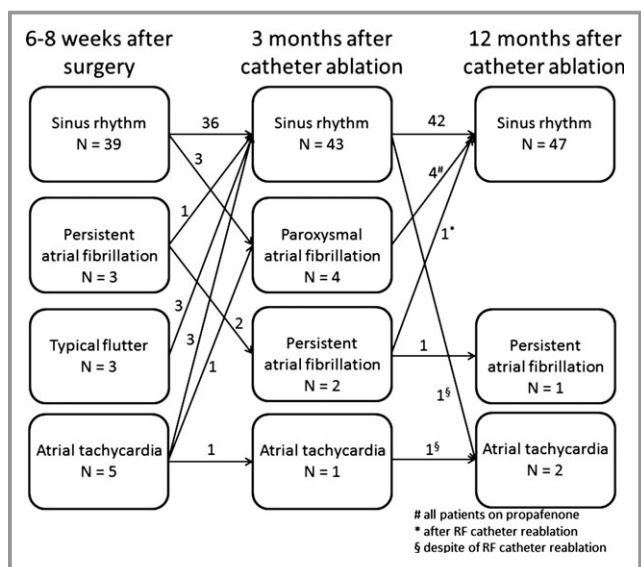 6-8 weeks after
surgery
3 months after
catheter ablation
12 months after
catheter ablation
Sinus rhythm
N = 39
36
Sinus rhythm
N = 43
42
Sinus rhythm
N = 47
3
4#
1
1*
Persistent
atrial fibrillation
N = 3
Paroxysmal
atrial fibrillation
N = 4
3
3
2
1
Typical flutter
N = 3
Persistent
atrial fibrillation
N = 2
1
Persistent
atrial fibrillation
N = 1
1§
Atrial tachycardia
N = 5
1
Atrial tachycardia
N = 1
1§
Atrial tachycardia
N = 2
# all patients on propafenone
* after RF catheter reablation
§ despite of RF catheter reablation